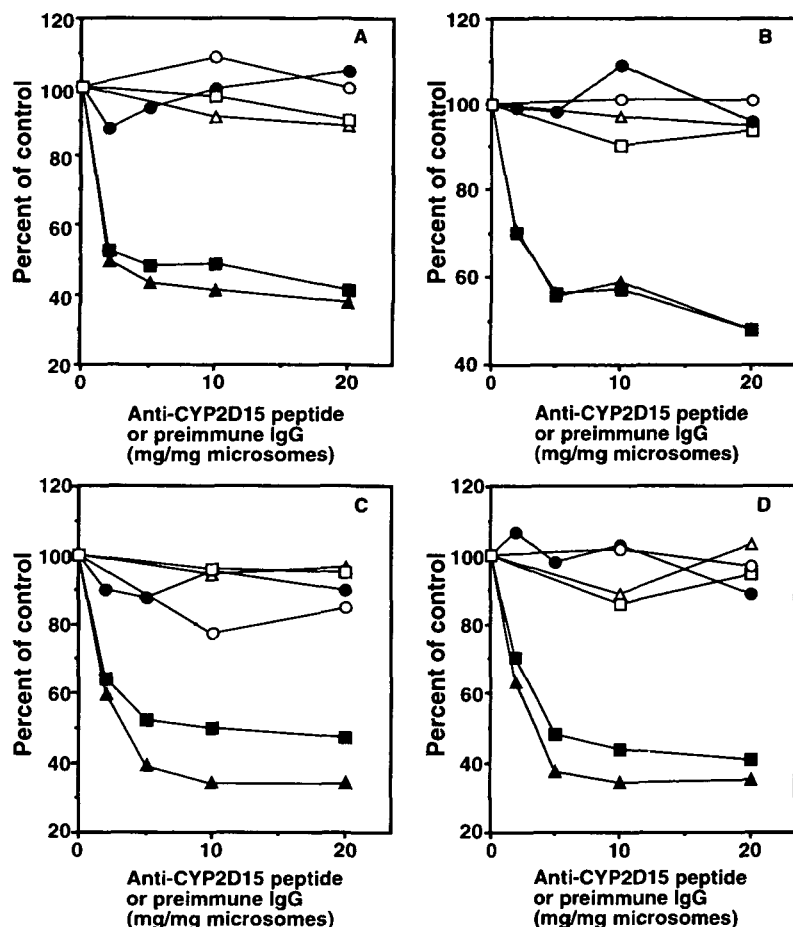 A
120
100
80
60
40
20
Percent of control
0
10
20
Anti-CYP2D15 peptide
or preimmune IgG
(mg/mg microsomes)
B
120
100
80
60
40
Percent of control
0
10
20
Anti-CYP2D15 peptide
or preimmune IgG
(mg/mg microsomes)
C
120
100
80
60
40
20
Percent of control
0
10
20
Anti-CYP2D15 peptide
or preimmune IgG
(mg/mg microsomes)
D
120
100
80
60
40
20
Percent of control
0
10
20
Anti-CYP2D15 peptide
or preimmune IgG
(mg/mg microsomes)